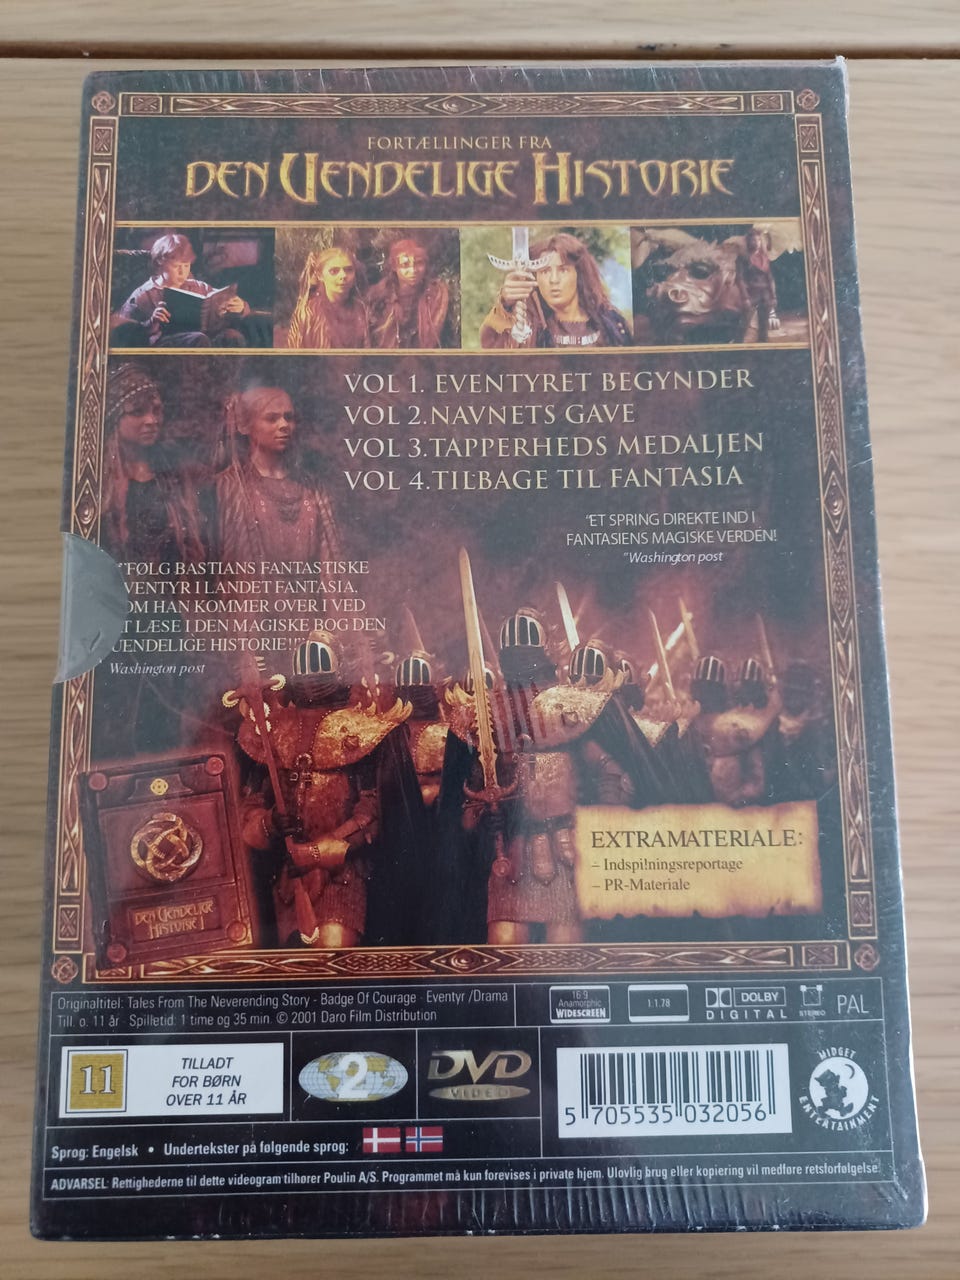 FORTÆLLINGER FRA
DEN UENDELIGE HISTORIE
VOL 1. EVENTYRET BEGYNDER
VOL 2. NAVNETS GAVE
VOL 3. TAPPERHEDS MEDALJEN
VOL 4. TILBAGE TIL FANTASIA
"ET SPRING DIREKTE IND I
FANTASIENS MAGISKE VERDEN!
"Washington post
"FØLG BASTIANS FANTASTISKE
VENTYR I LANDET FANTASIA,
OM HAN KOMMER OVER I VED
T LÆSE I DEN MAGISKE BOG DEN
UENDELIGE HISTORIE!!"
Washington post
DEN UENDELIGE
HISTORIE
EXTRAMATERIALE:
– Indspilningsreportage
– PR-Materiale
Originaltitel: Tales From The Neverending Story - Badge Of Courage - Eventyr /Drama
Till. o. 11 år - Spilletid: 1 time og 35 min. © 2001 Daro Film Distribution
16:9
Anamorphic
WIDESCREEN
1:1.78
DOLBY
DIGITAL
STEREO
PAL
11
TILLADT
FOR BØRN
OVER 11 ÅR
2
DVD
VIDEO
5 705535 032056
MIDGET
ENTERTAINMENT
Sprog: Engelsk • Undertekster på følgende sprog:
ADVARSEL: Rettighederne til dette videogram tilhører Poulin A/S. Programmet må kun forevises i private hjem. Ulovlig brug eller kopiering vil medføre retsforfølgelse.